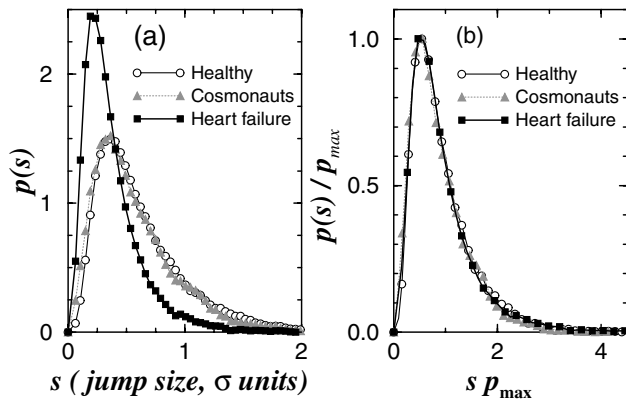 (a)
Healthy
Cosmonauts
Heart failure
p(s)
2
1
0
0
1
2
s ( jump size, σ units)
(b)
Healthy
Cosmonauts
Heart failure
p(s) / p_max
1.0
0.5
0.0
0
2
4
s p_max